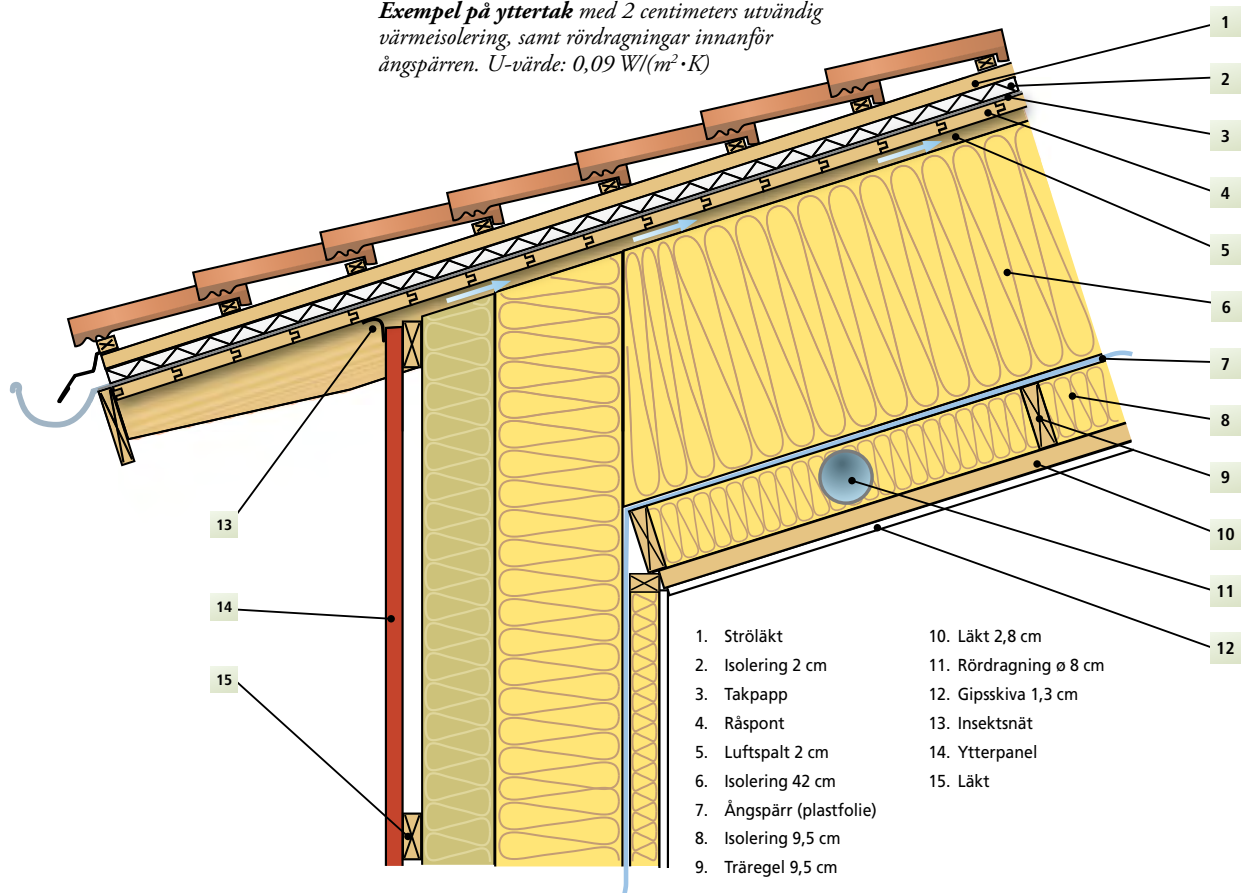 Exempel på yttertak med 2 centimeters utvändig
värmeisolering, samt rördragningar innanför
ångspärren. U-värde: 0,09 W/(m²·K)
1
2
3
4
5
6
7
8
9
10
11
12
13
14
15
1. Ströläkt
2. Isolering 2 cm
3. Takpapp
4. Råspont
5. Luftspalt 2 cm
6. Isolering 42 cm
7. Ångspärr (plastfolie)
8. Isolering 9,5 cm
9. Träregel 9,5 cm
10. Läkt 2,8 cm
11. Rördragning ø 8 cm
12. Gipsskiva 1,3 cm
13. Insektsnät
14. Ytterpanel
15. Läkt